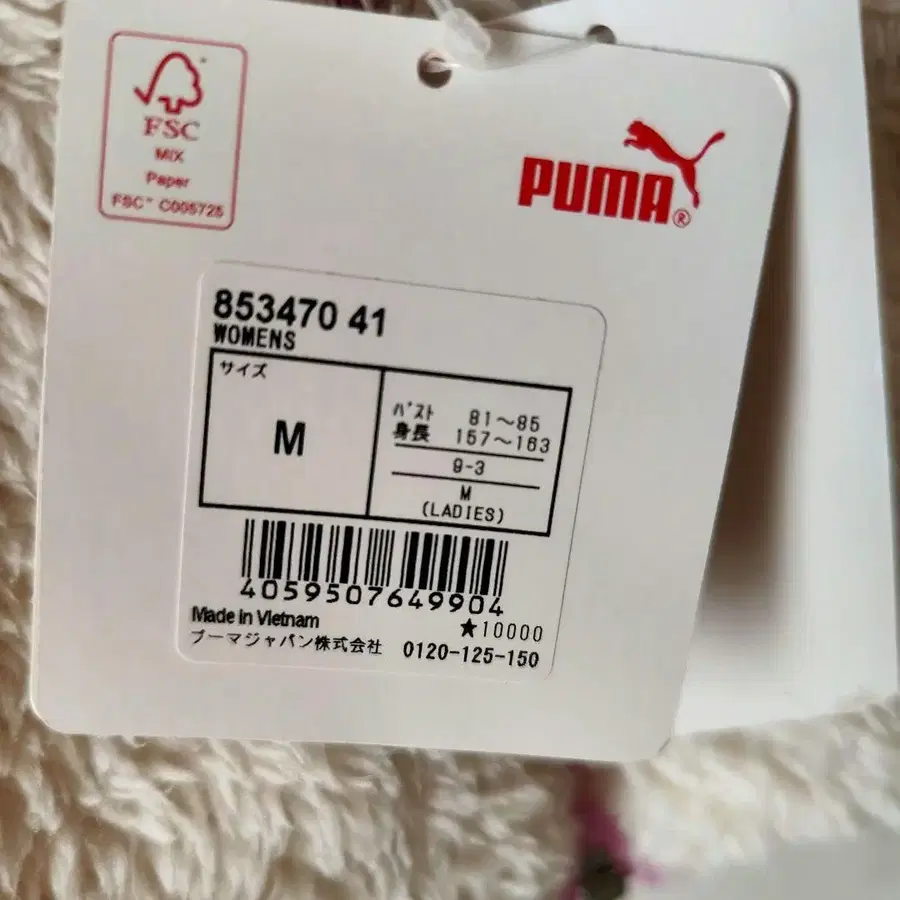 FSC
MIX
Paper
FSC™ C005725
PUMA®
853470 41
WOMENS
サイズ
M
バスト 81～85
身長 157～163
9-3
M
(LADIES)
4059507649904
Made in Vietnam
★10000
プーマジャパン株式会社 0120-125-150